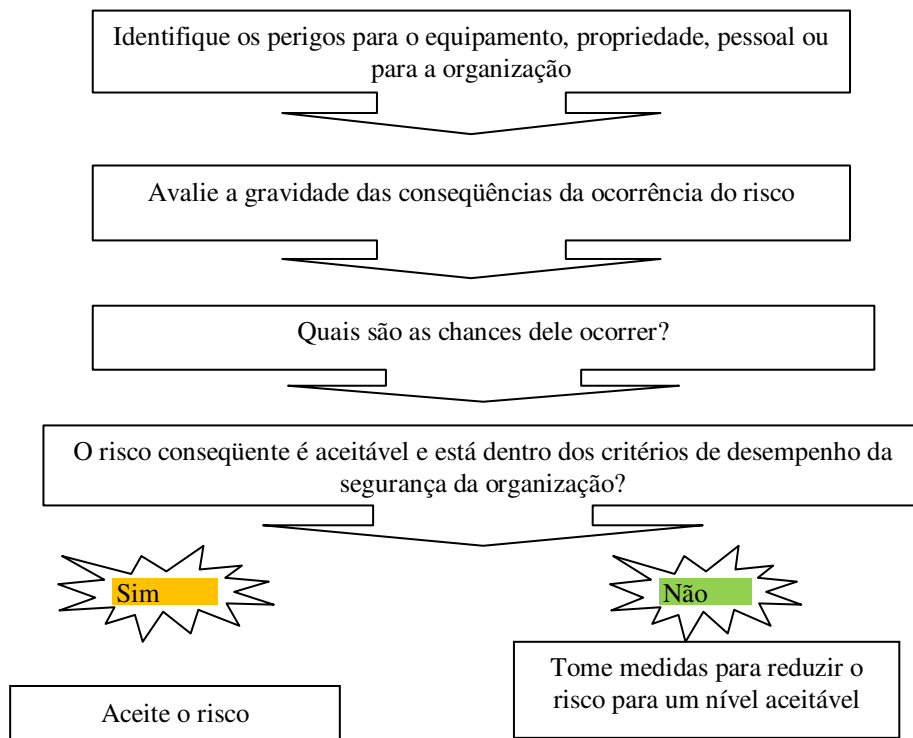 Identifique os perigos para o equipamento, propriedade, pessoal ou
para a organização
Avalie a gravidade das conseqüências da ocorrência do risco
Quais são as chances dele ocorrer?
O risco conseqüente é aceitável e está dentro dos critérios de desempenho da
segurança da organização?
Sim
Não
Tome medidas para reduzir o
risco para um nível aceitável
Aceite o risco